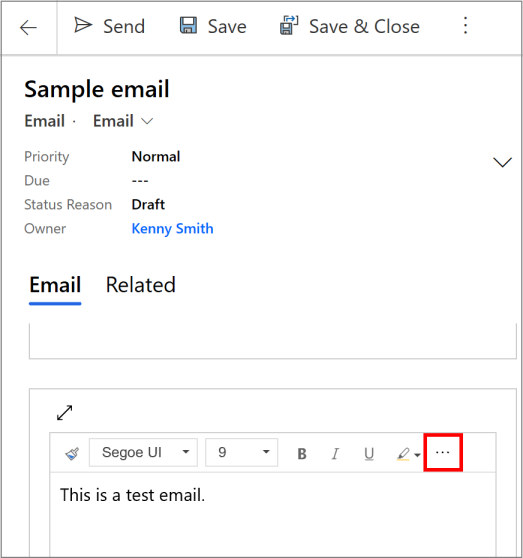 Send Save Save & Close
Sample email
Email · Email
Priority Normal
Due ---
Status Reason Draft
Owner Kenny Smith
Email Related
Segoe UI 9 B I U ...
This is a test email.